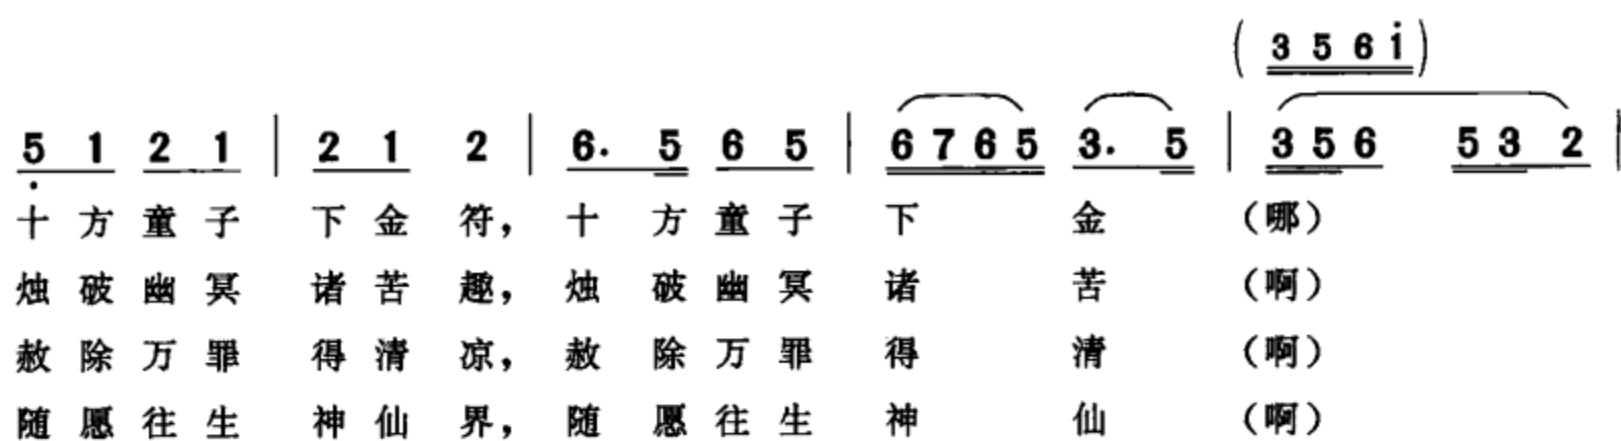 (3 5 6 i)
5 1 2 1 | 2 1 2 | 6. 5 6 5 | 6 7 6 5 3. 5 | 3 5 6 5 3 2 |
十方童子 下金符，十方童子 下 金 （哪）
烛破幽冥 诸苦趣，烛破幽冥 诸 苦 （啊）
赦除万罪 得清凉，赦除万罪 得 清 （啊）
随愿往生 神仙界，随愿往生 神 仙 （啊）